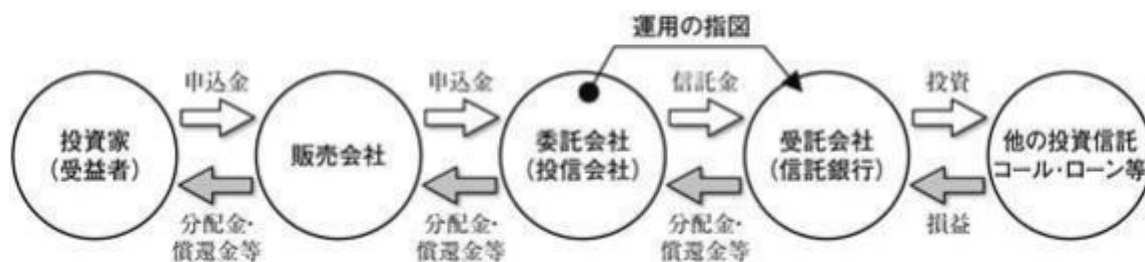 運用の指図
申込金
申込金
信託金
投資
投資家
(受益者)
販売会社
委託会社
(投信会社)
受託会社
(信託銀行)
他の投資信託
コール・ローン等
分配金・
償還金等
分配金・
償還金等
分配金・
償還金等
損益